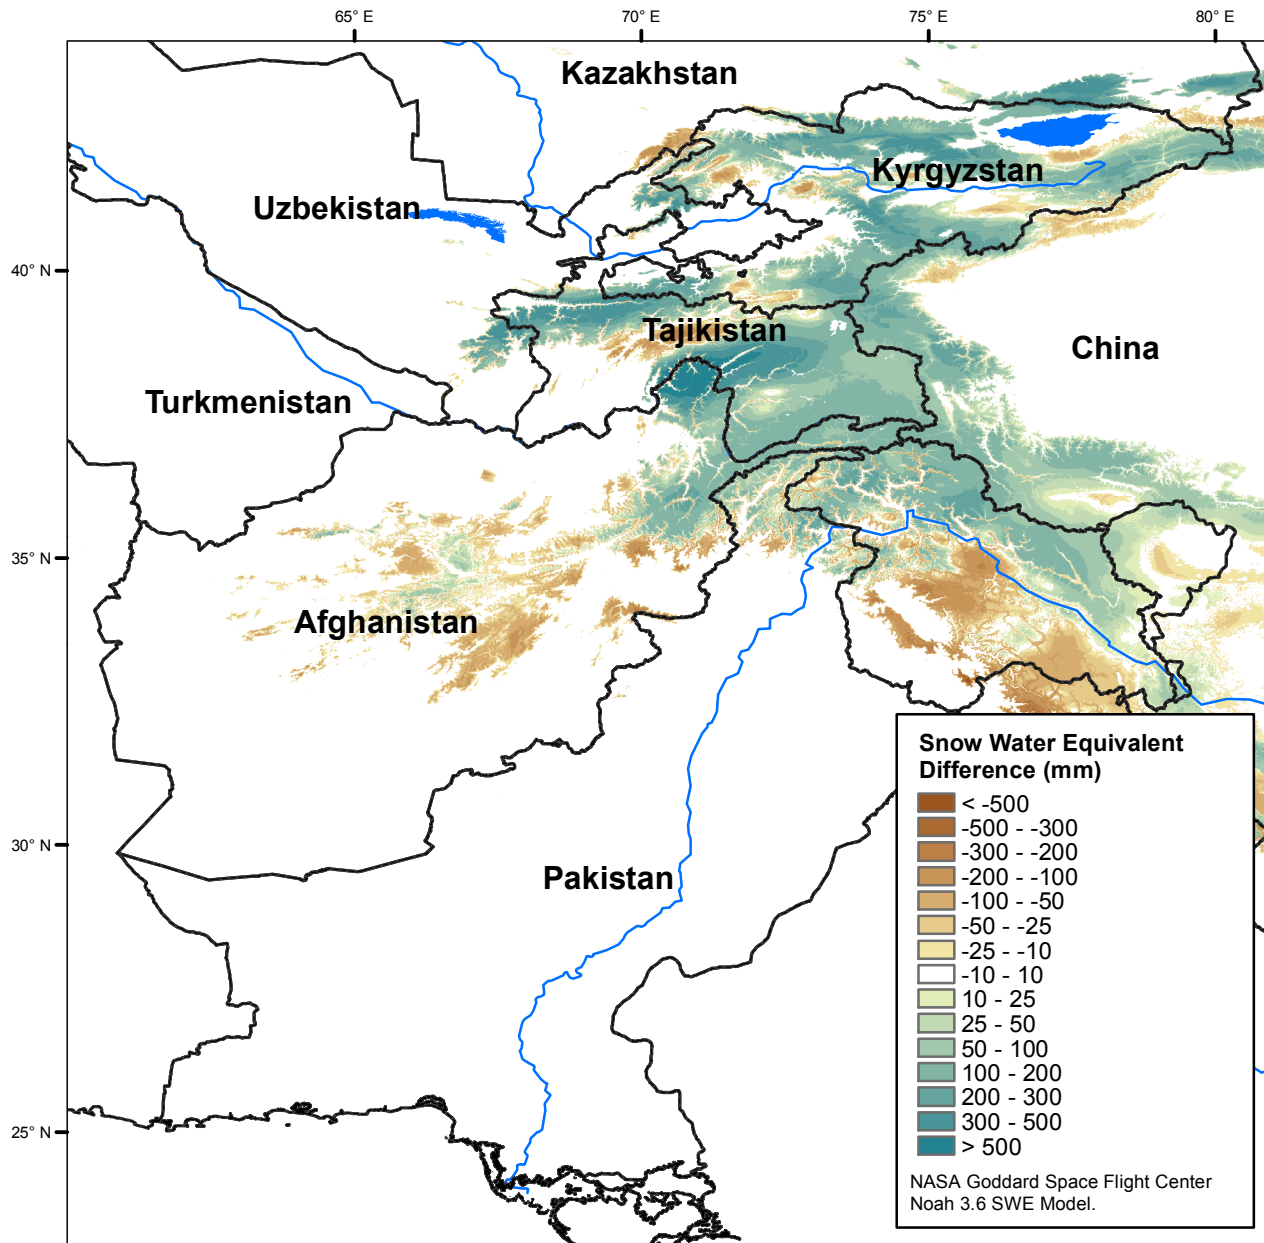 65° E
70° E
75° E
80° E
Kazakhstan
Kyrgyzstan
Uzbekistan
40° N
Tajikistan
China
Turkmenistan
35° N
Afghanistan
Snow Water Equivalent
Difference (mm)
< -500
-500 - -300
-300 - -200
-200 - -100
-100 - -50
-50 - -25
-25 - -10
-10 - 10
10 - 25
25 - 50
50 - 100
100 - 200
200 - 300
300 - 500
> 500
NASA Goddard Space Flight Center
Noah 3.6 SWE Model.
30° N
Pakistan
25° N